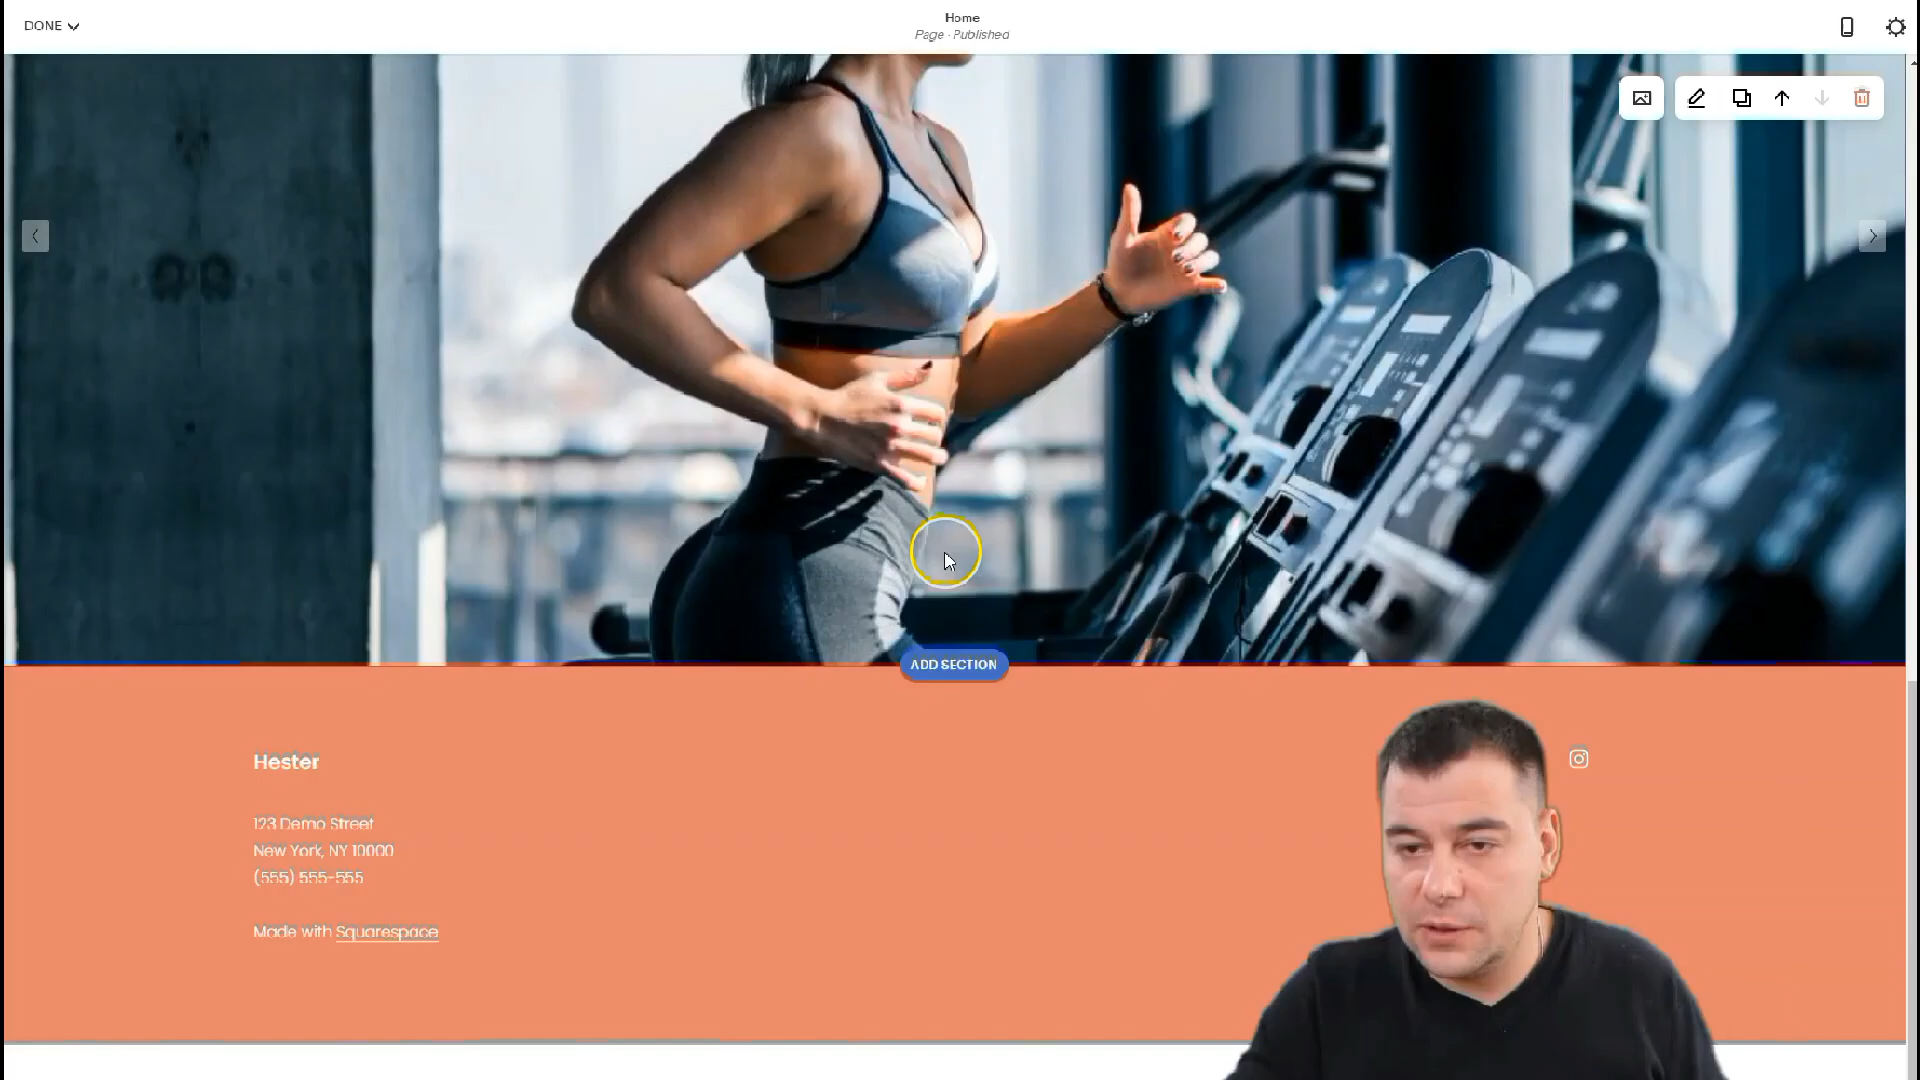 DONE
Home
Page · Published
ADD SECTION
Hester
123 Demo Street
New York, NY 10000
(555) 555-555
Made with Squarespace